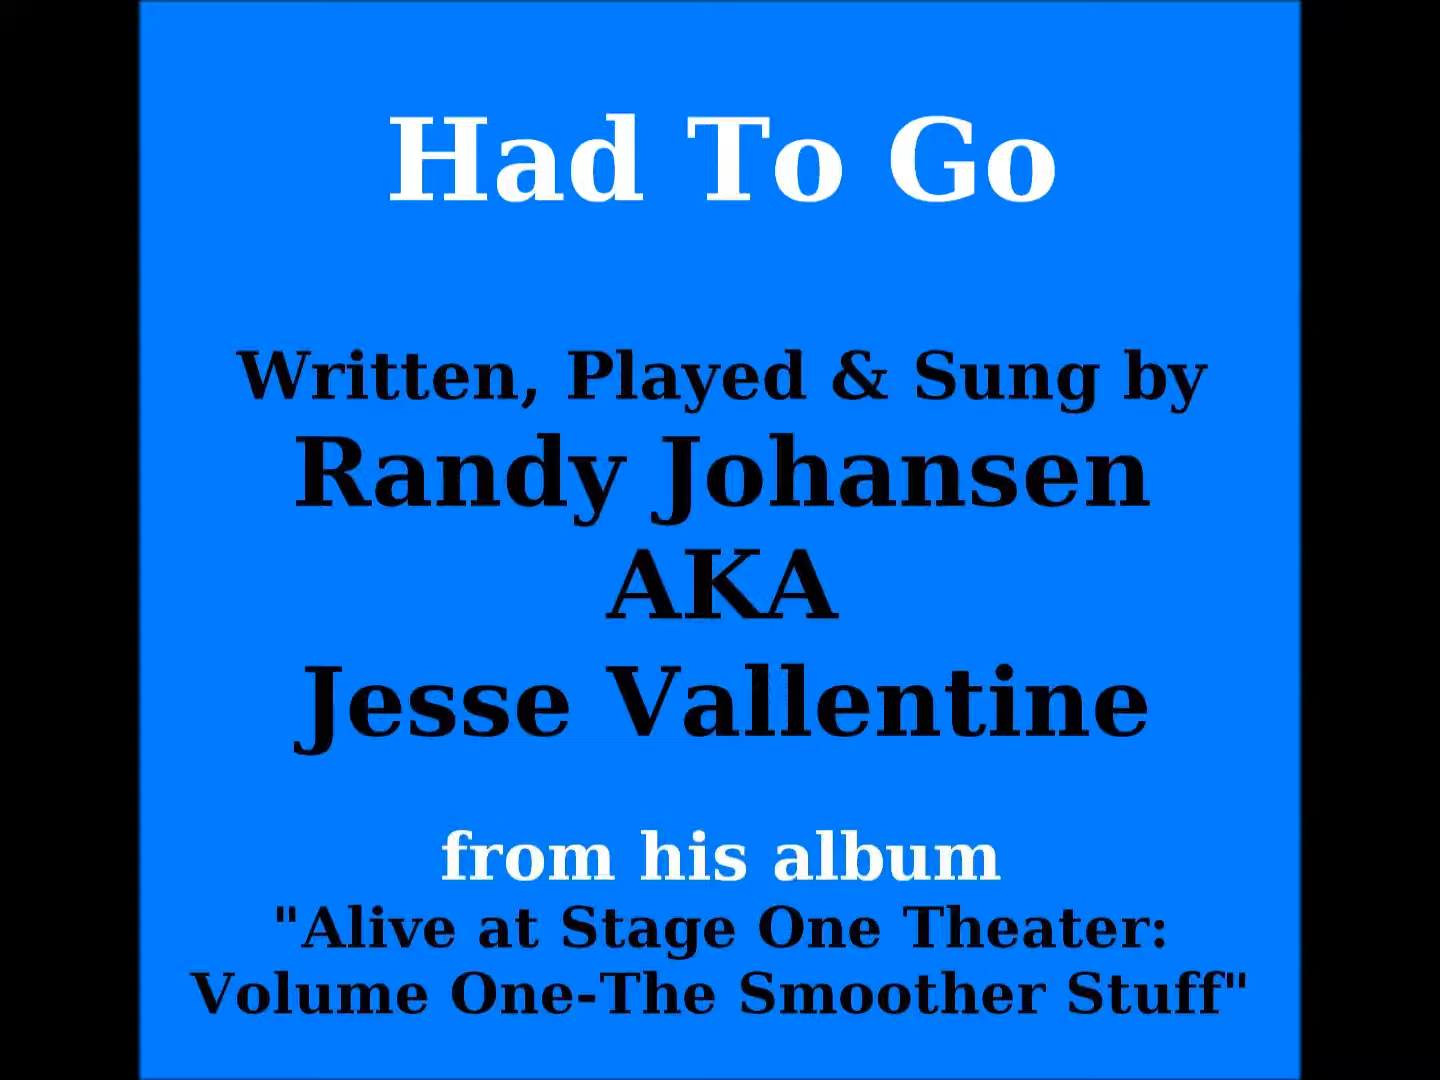 Had To Go
Written, Played & Sung by
Randy Johansen
AKA
Jesse Vallentine
from his album
"Alive at Stage One Theater:
Volume One-The Smoother Stuff"